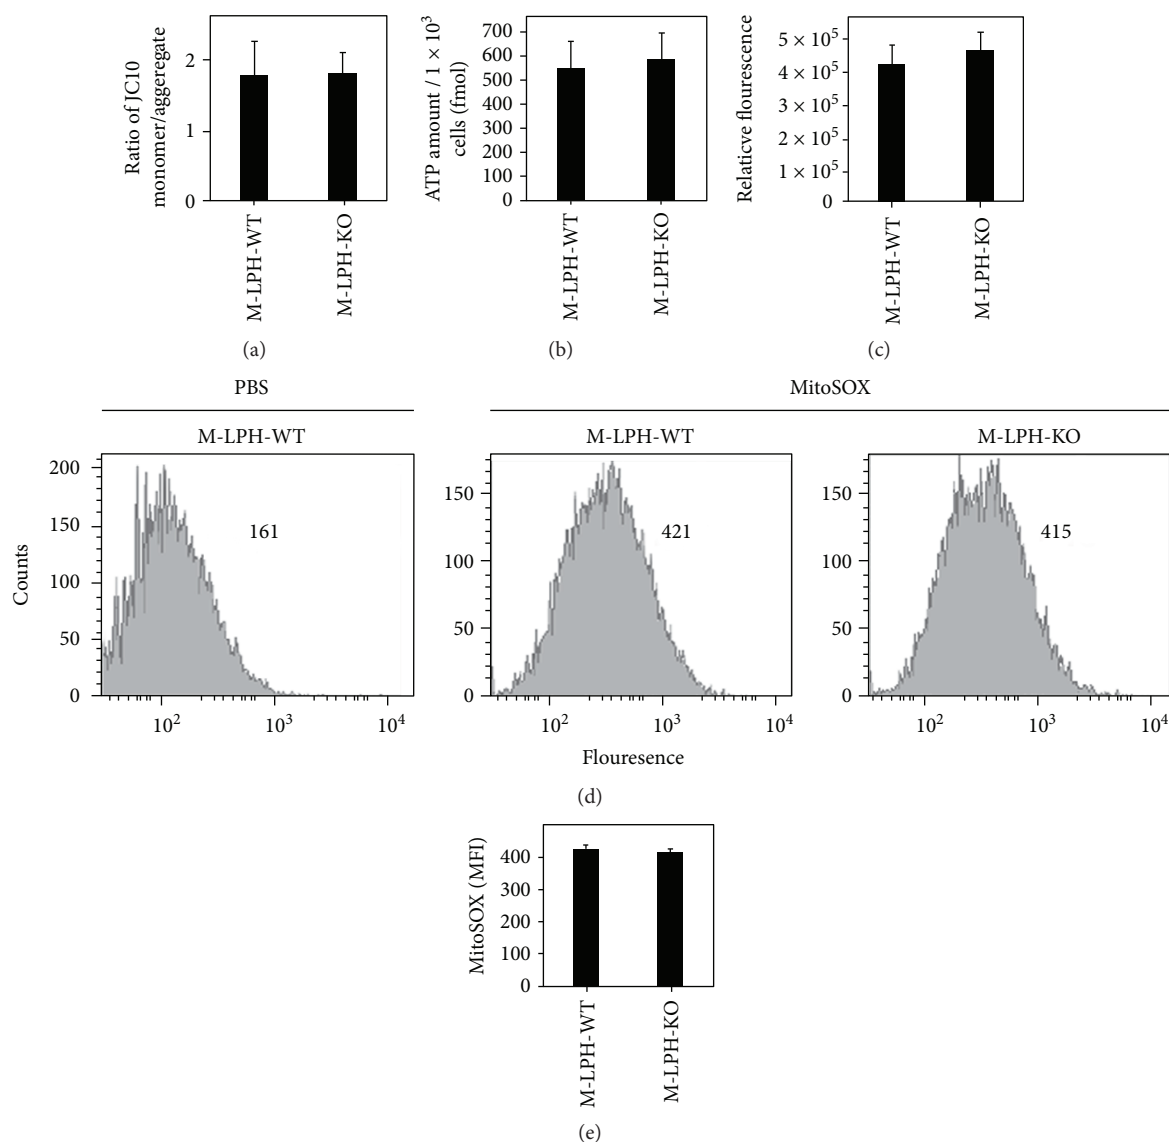 Ratio of JC10
monomer/aggeregate
2
1
0
M-LPH-WT
M-LPH-KO
(a)
ATP amount / 1 × 10³
cells (fmol)
700
600
500
400
300
200
100
0
M-LPH-WT
M-LPH-KO
(b)
Relaticve flourescence
5 × 10⁵
4 × 10⁵
3 × 10⁵
2 × 10⁵
1 × 10⁵
0
M-LPH-WT
M-LPH-KO
(c)
PBS
MitoSOX
M-LPH-WT
M-LPH-WT
M-LPH-KO
Counts
200
150
100
50
0
161
10² 10³ 10⁴
150
100
50
0
421
10² 10³ 10⁴
150
100
50
0
415
10² 10³ 10⁴
Flouresence
(d)
MitoSOX (MFI)
400
300
200
100
0
M-LPH-WT
M-LPH-KO
(e)